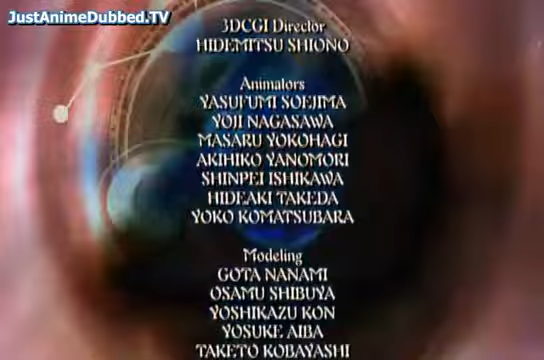 JustAnimeDubbed.TV
3DCGI Director
HIDEMITSU SHIONO
Animators
YASUFUMI SOEJIMA
YOJI NAGASAWA
MASARU YOKOHAGI
AKIHIKO YANOMORI
SHINPEI ISHIKAWA
HIDEAKI TAKEDA
YOKO KOMATSUBARA
Modeling
GOTA NANAMI
OSAMU SHIBUYA
YOSHIKAZU KON
YOSUKE AIBA
TAKETO KOBAYASHI